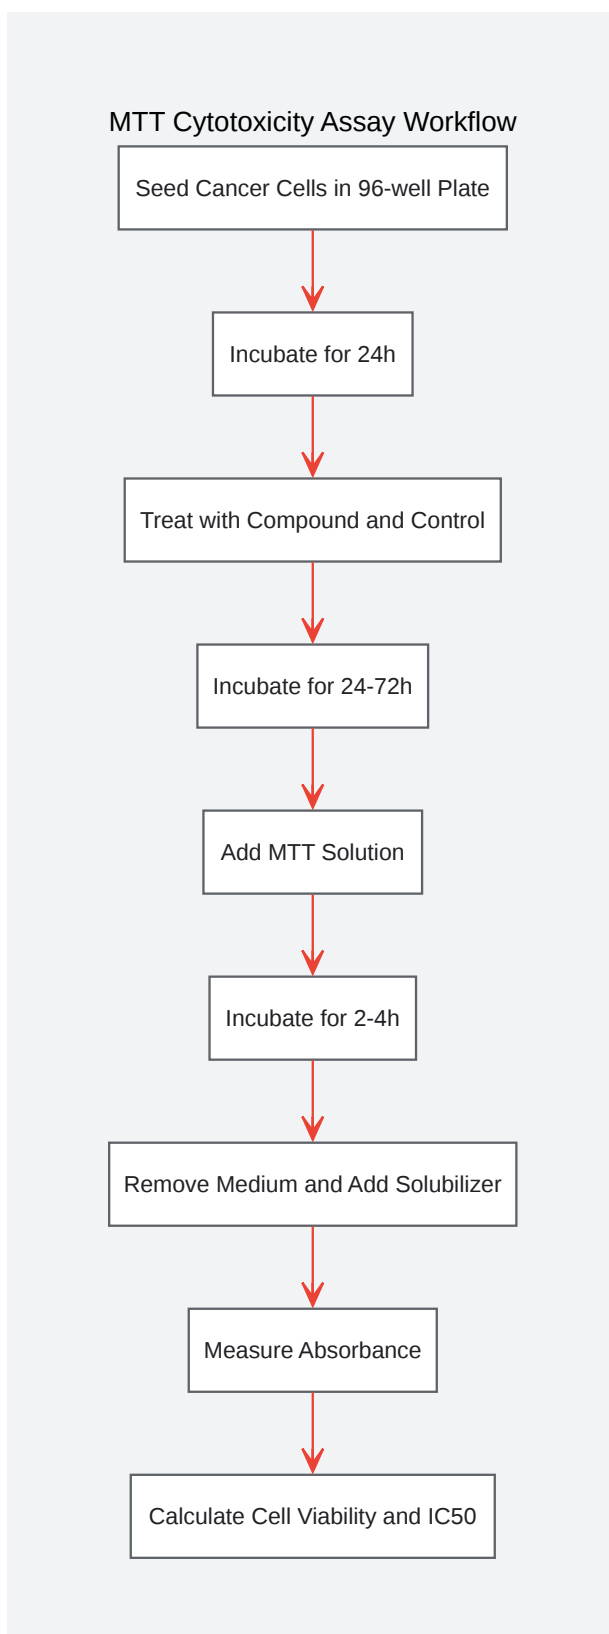 MTT Cytotoxicity Assay Workflow
Seed Cancer Cells in 96-well Plate
Incubate for 24h
Treat with Compound and Control
Incubate for 24-72h
Add MTT Solution
Incubate for 2-4h
Remove Medium and Add Solubilizer
Measure Absorbance
Calculate Cell Viability and IC50